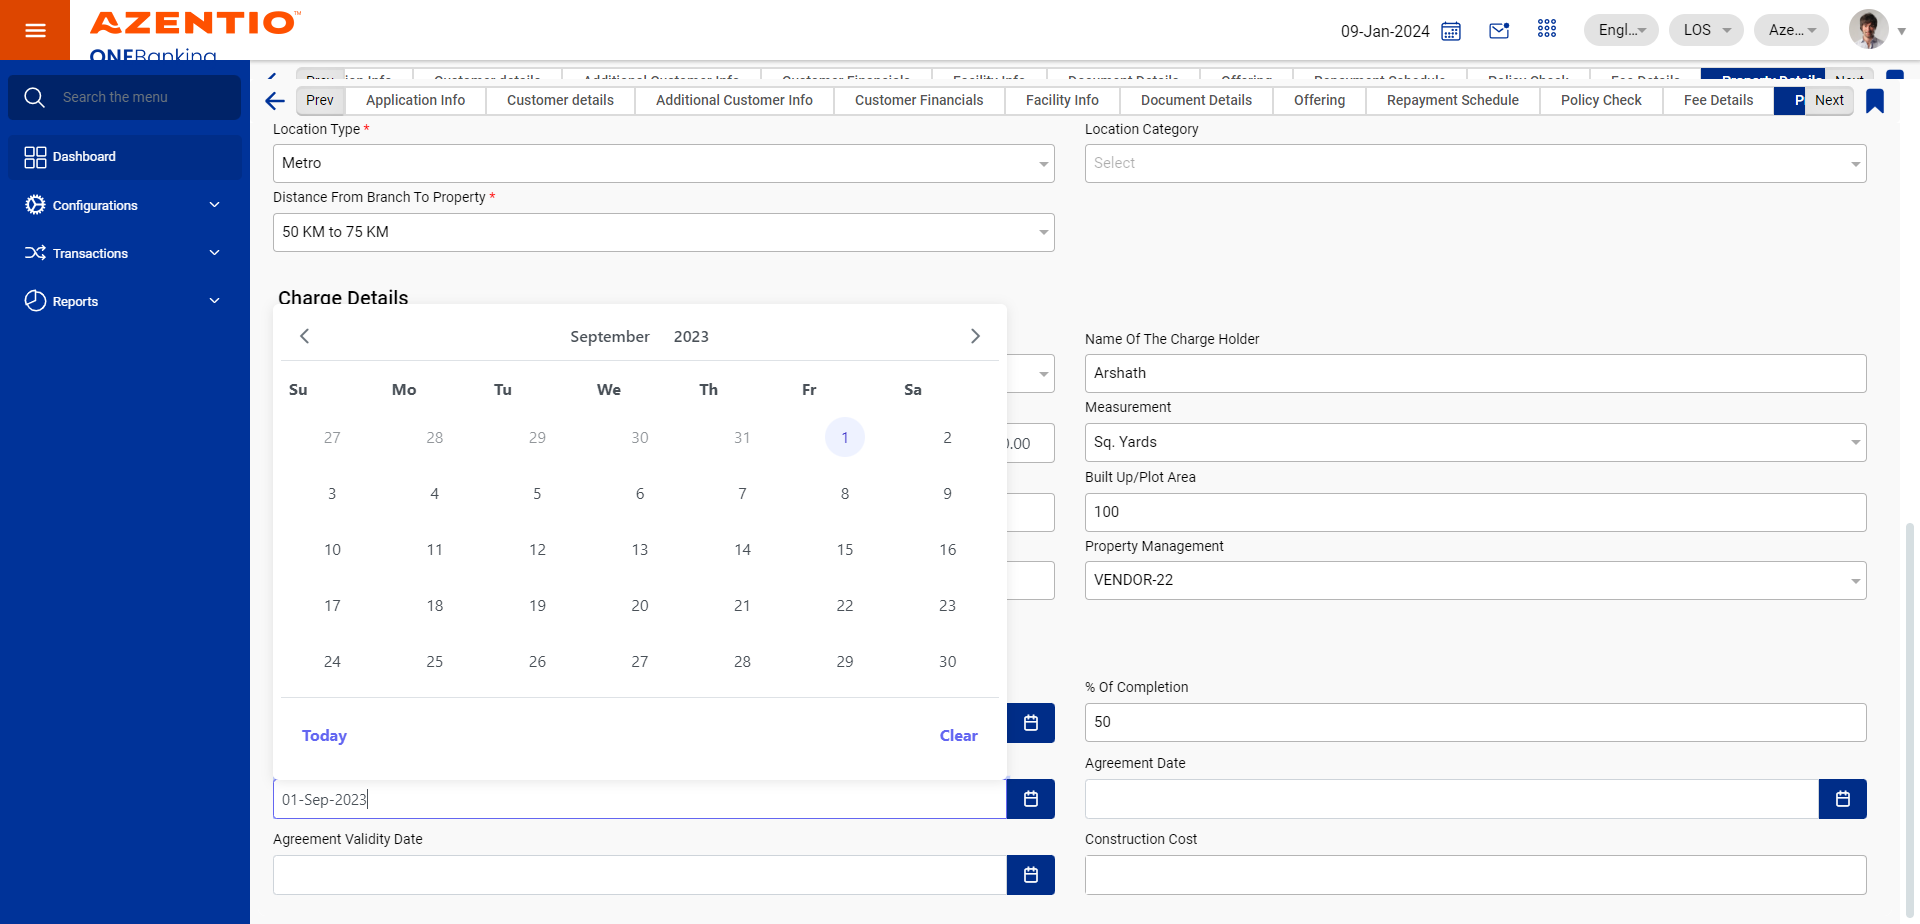 AZENTIO™
ONEBanking
09-Jan-2024
Engl...
LOS
Aze...
Search the menu
Dashboard
Configurations
Transactions
Reports
Prev
Application Info
Customer details
Additional Customer Info
Customer Financials
Facility Info
Document Details
Offering
Repayment Schedule
Policy Check
Fee Details
P
Next
Location Type *
Metro
Location Category
Select
Distance From Branch To Property *
50 KM to 75 KM
Charge Details
September 2023
Su Mo Tu We Th Fr Sa
27 28 29 30 31 1 2
3 4 5 6 7 8 9
10 11 12 13 14 15 16
17 18 19 20 21 22 23
24 25 26 27 28 29 30
Today
Clear
Name Of The Charge Holder
Arshath
Measurement
.00
Sq. Yards
Built Up/Plot Area
100
Property Management
VENDOR-22
% Of Completion
50
01-Sep-2023
Agreement Date
Agreement Validity Date
Construction Cost